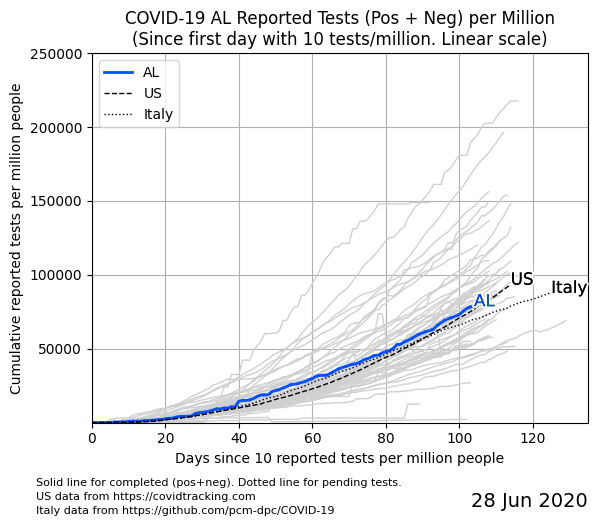 COVID-19 AL Reported Tests (Pos + Neg) per Million
(Since first day with 10 tests/million. Linear scale)
Cumulative reported tests per million people
250000
200000
150000
100000
50000
AL
US
Italy
US
Italy
AL
0 20 40 60 80 100 120
Days since 10 reported tests per million people
Solid line for completed (pos+neg). Dotted line for pending tests.
US data from https://covidtracking.com
Italy data from https://github.com/pcm-dpc/COVID-19
28 Jun 2020